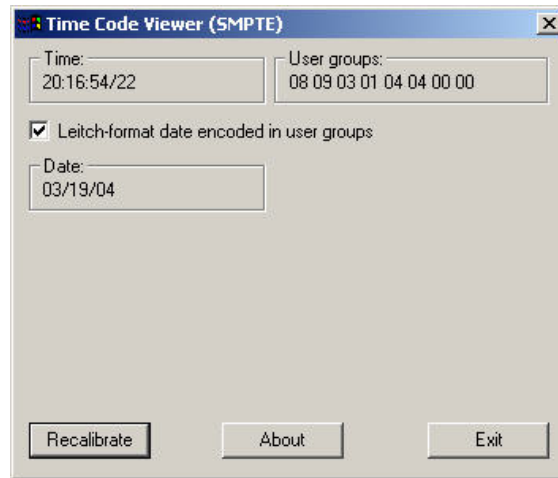 Time Code Viewer (SMPTE)
Time:
20:16:54/22
User groups:
08 09 03 01 04 04 00 00
Leitch-format date encoded in user groups
Date:
03/19/04
Recalibrate
About
Exit